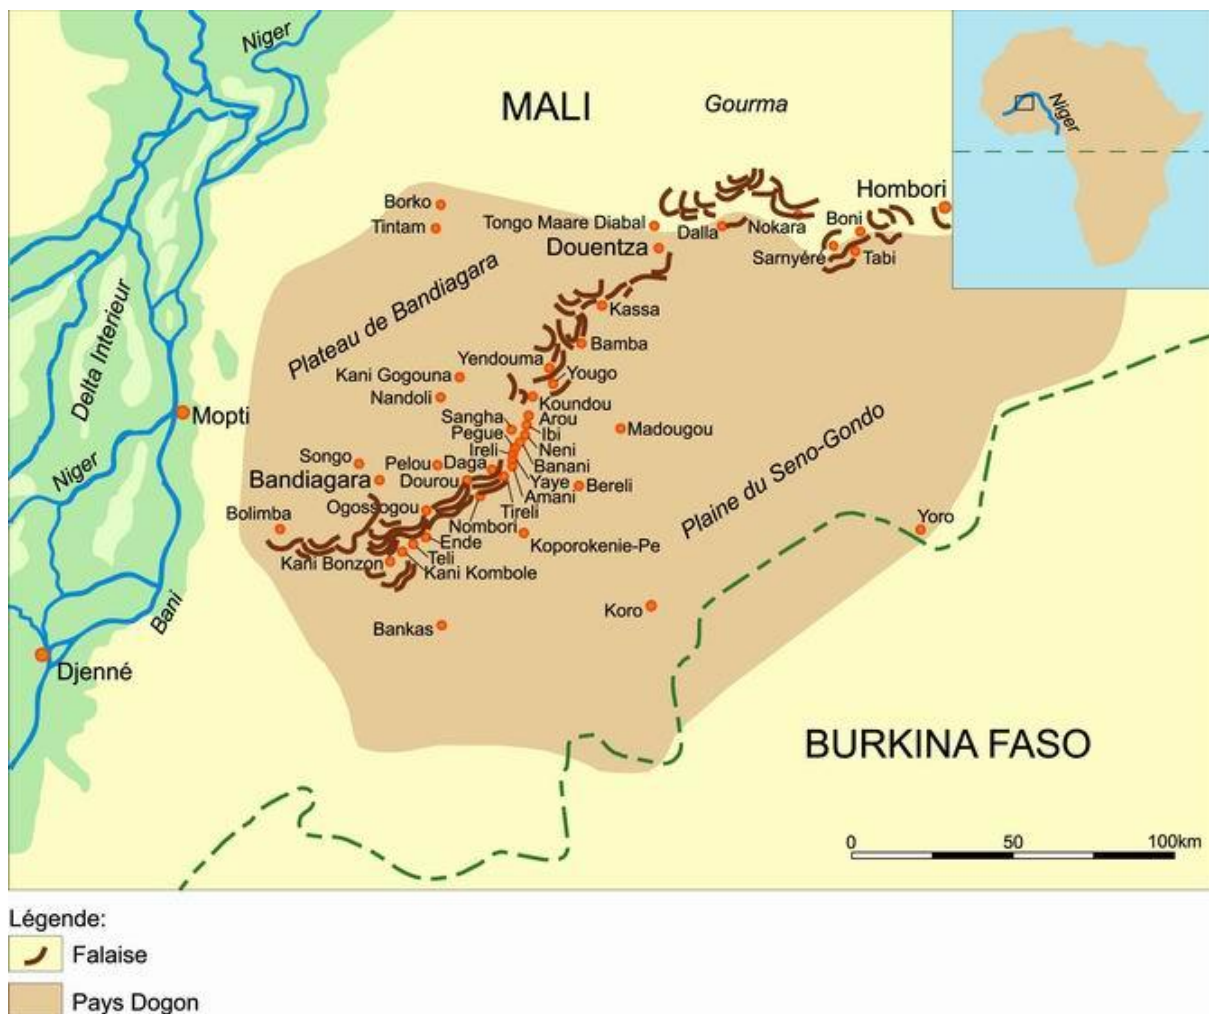 Niger
MALI
Gourma
Niger
Hombori
Borko
Tintam
Tongo Maare Diabal
Dalla
Nokara
Boni
Douentza
Sarnyéré
Tabi
Plateau de Bandiagara
Delta Interieur
Kassa
Bamba
Yendouma
Yougo
Kani Gogouna
Nandoli
Koundou
Mopti
Sangha
Arou
Pegue
Ibi
Madougou
Ireli
Neni
Songo
Pelou
Daga
Banani
Niger
Bandiagara
Dourou
Yaye
Bereli
Amani
Plaine du Seno-Gondo
Ogossogou
Tireli
Bolimba
Nombori
Yoro
Ende
Koporokenie-Pe
Teli
Kani Bonzon
Kani Kombole
Bani
Koro
Bankas
Djenné
BURKINA FASO
0 50 100km
Légende:
Falaise
Pays Dogon